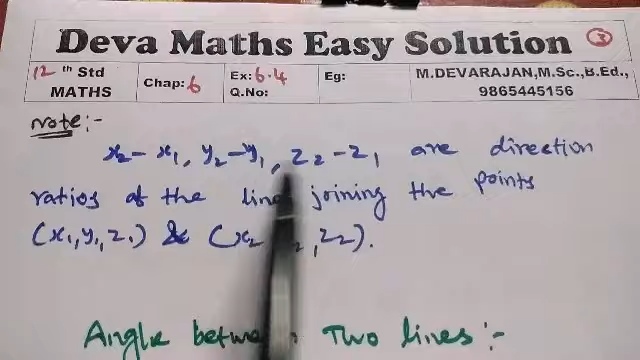 Deva Maths Easy Solution 3
12 th Std MATHS Chap: 6 Ex: 6.4 Q.No: Eg: M.DEVARAJAN,M.Sc.,B.Ed., 9865445156
Note:-
x₂ - x₁, y₂ - y₁, z₂ - z₁ are direction
ratios of the line joining the points
(x₁, y₁, z₁) & (x₂ , z₂).
Angle between Two lines:-